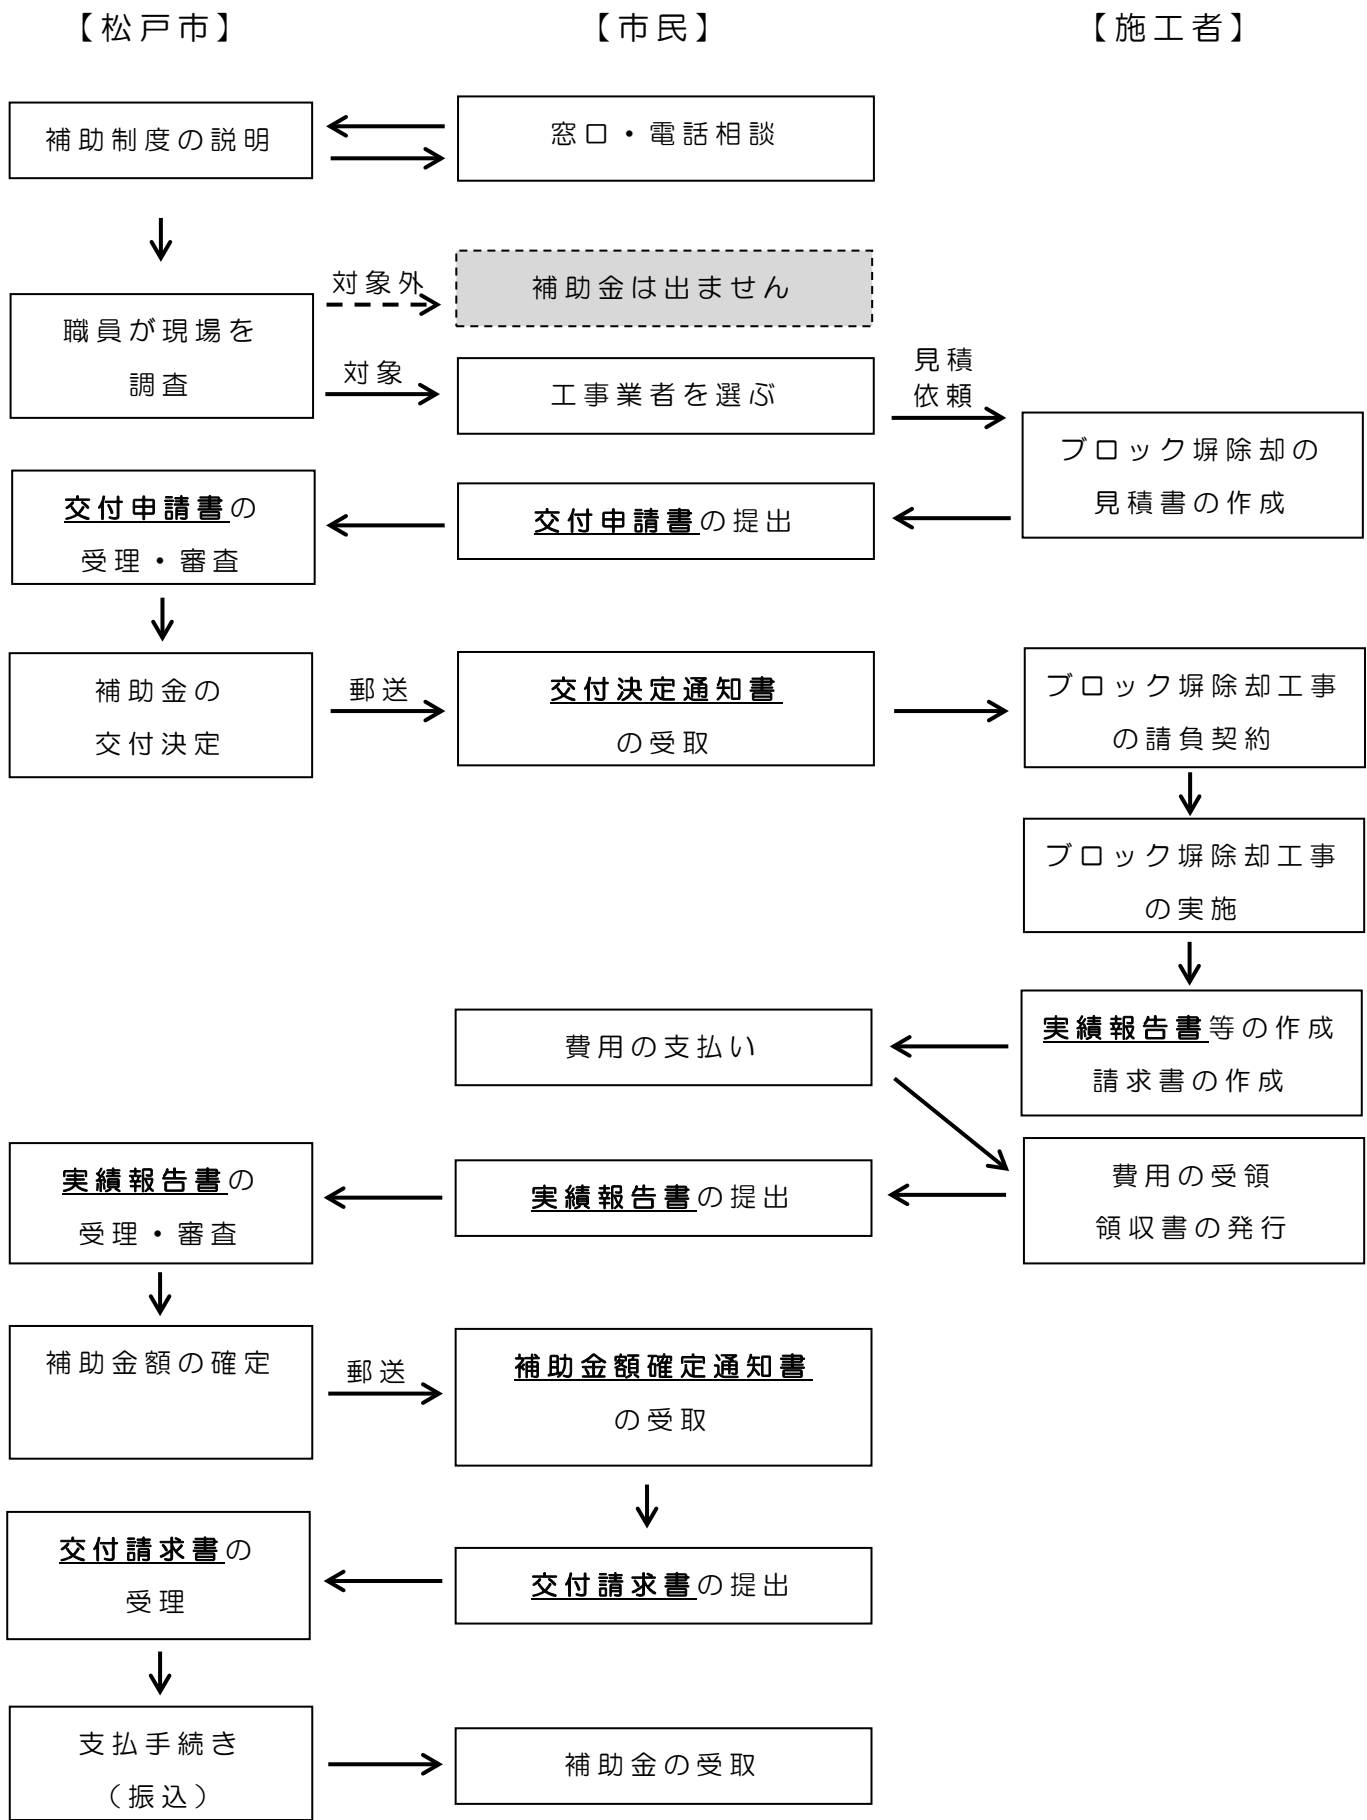 【松戸市】
【市民】
【施工者】
補助制度の説明
窓口・電話相談
職員が現場を
調査
対象外
補助金は出ません
対象
工事業者を選ぶ
見積
依頼
ブロック塀除却の
見積書の作成
交付申請書の提出
交付申請書の
受理・審査
補助金の
交付決定
郵送
交付決定通知書
の受取
ブロック塀除却工事
の請負契約
ブロック塀除却工事
の実施
実績報告書等の作成
請求書の作成
費用の支払い
費用の受領
領収書の発行
実績報告書の提出
実績報告書の
受理・審査
補助金額の確定
郵送
補助金額確定通知書
の受取
交付請求書の提出
交付請求書の
受理
支払手続き
（振込）
補助金の受取